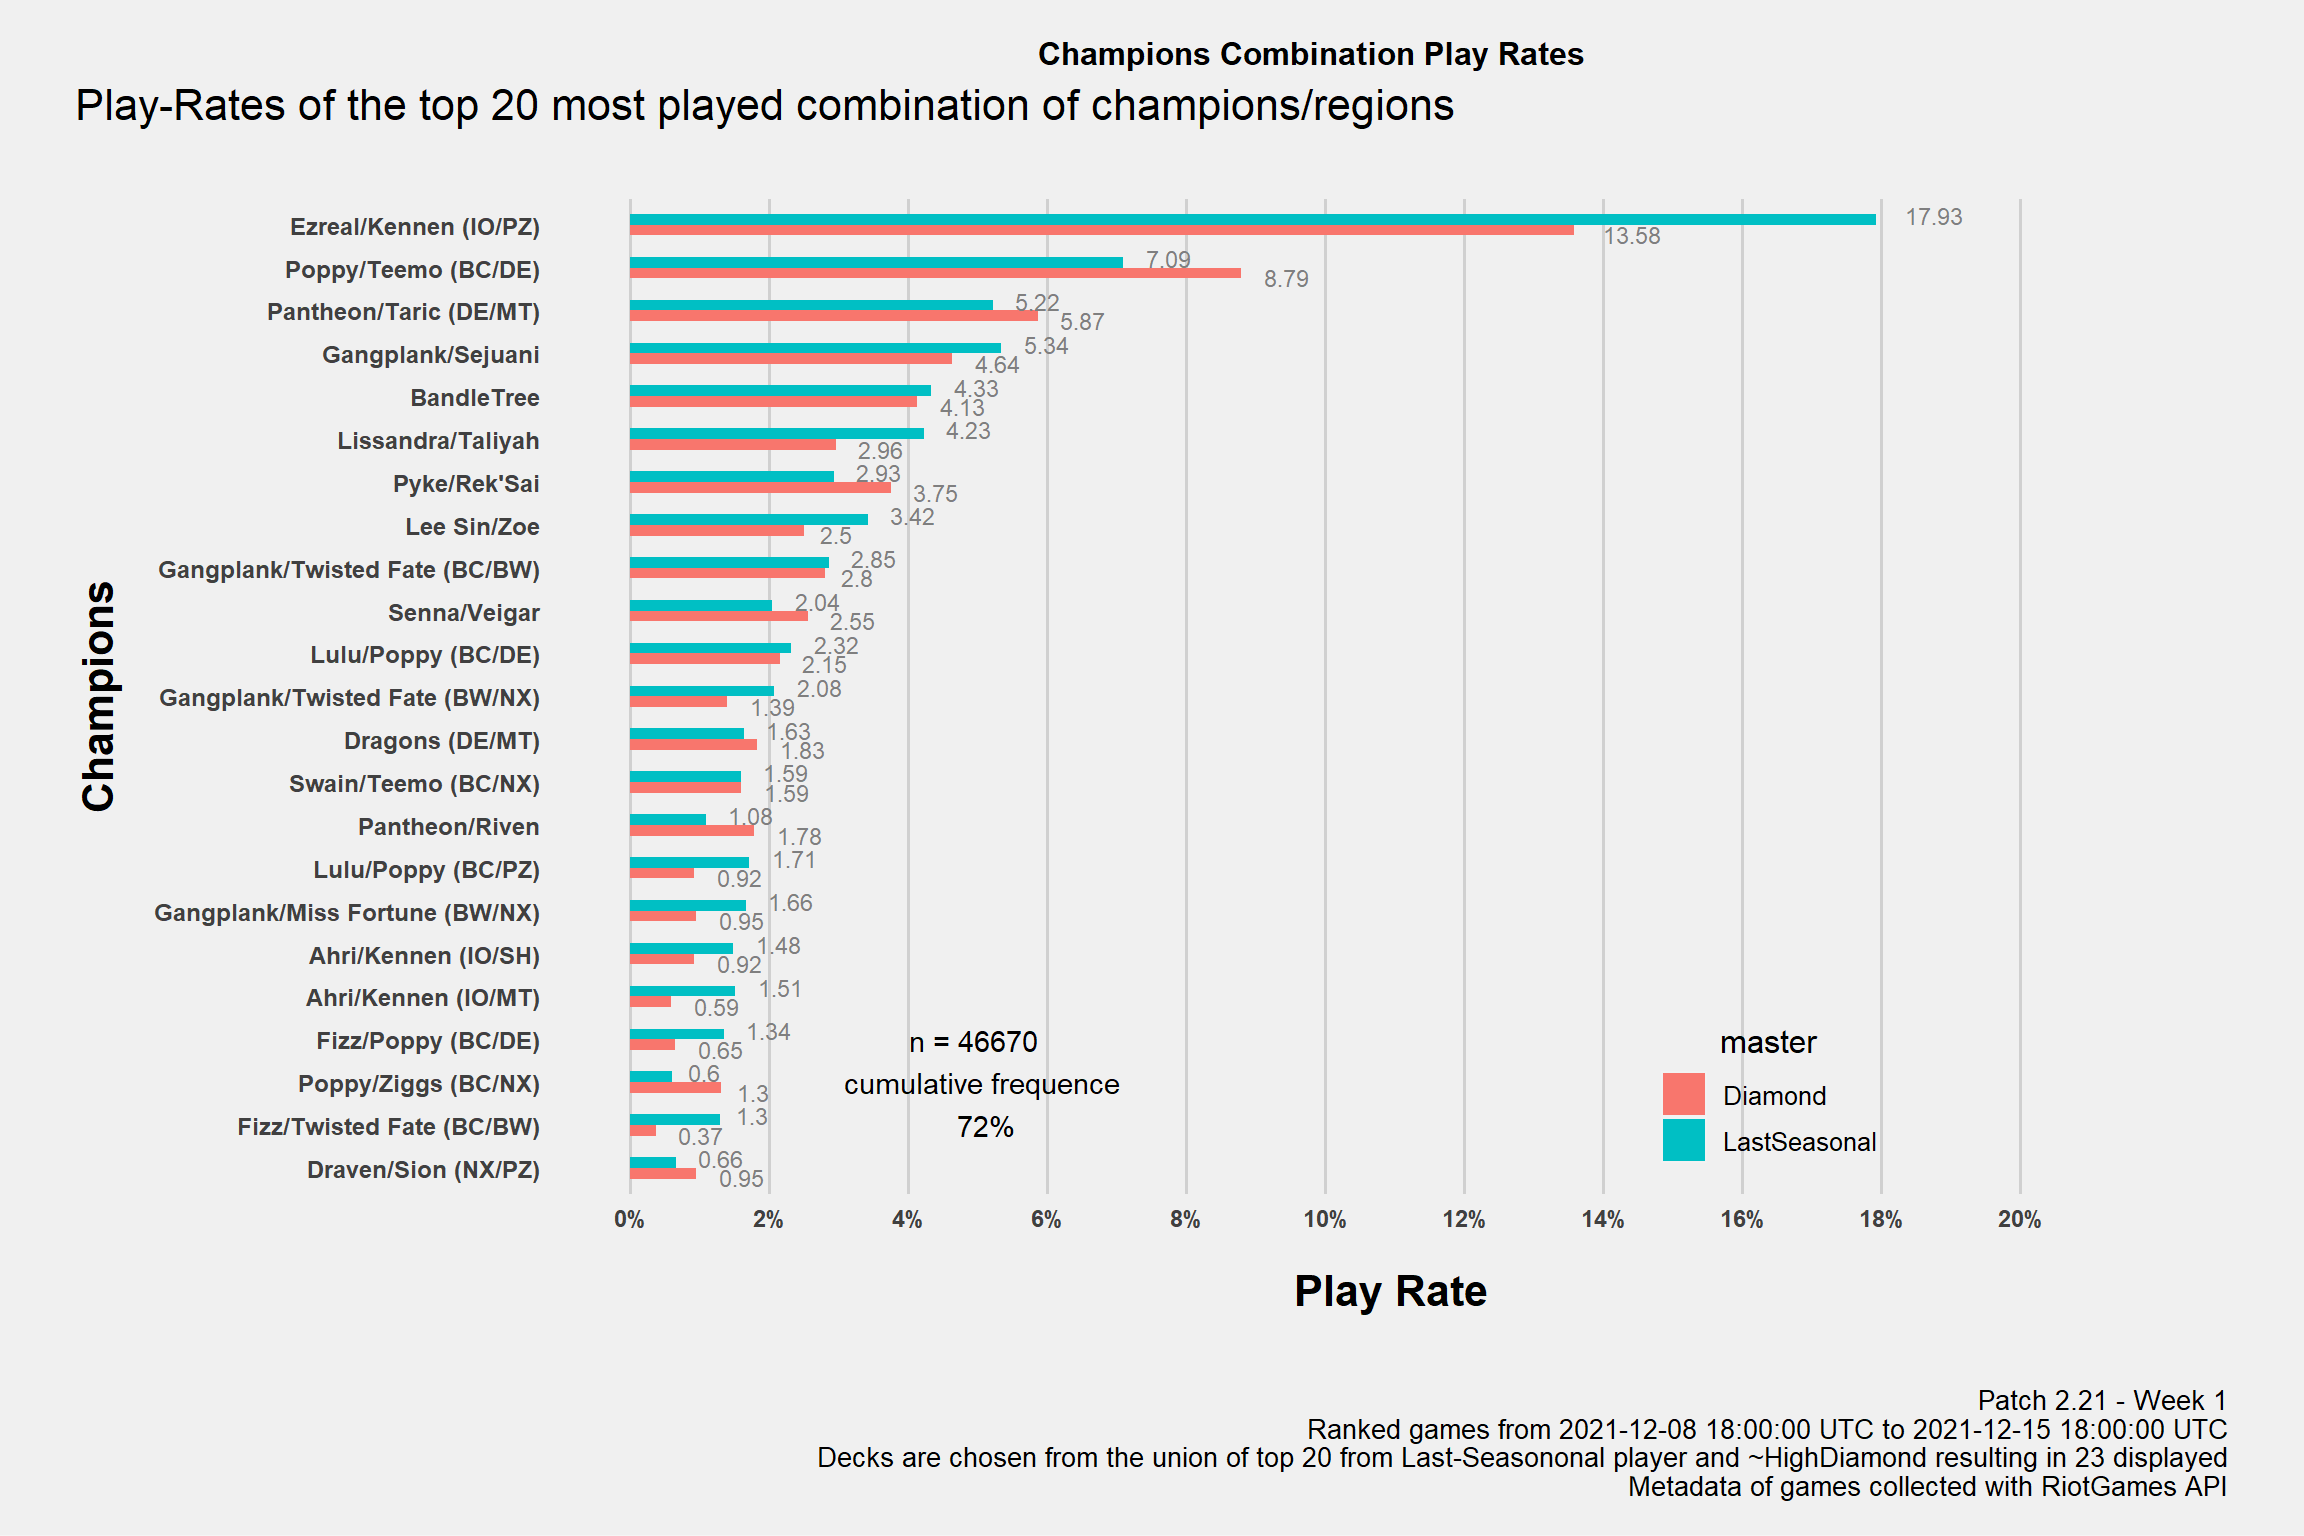 Champions Combination Play Rates
Play-Rates of the top 20 most played combination of champions/regions
Champions
Ezreal/Kennen (IO/PZ)
17.93
13.58
Poppy/Teemo (BC/DE)
7.09
8.79
Pantheon/Taric (DE/MT)
5.22
5.87
Gangplank/Sejuani
5.34
4.64
BandleTree
4.33
4.13
Lissandra/Taliyah
4.23
2.96
Pyke/Rek'Sai
2.93
3.75
Lee Sin/Zoe
3.42
2.5
Gangplank/Twisted Fate (BC/BW)
2.85
2.8
Senna/Veigar
2.04
2.55
Lulu/Poppy (BC/DE)
2.32
2.15
Gangplank/Twisted Fate (BW/NX)
2.08
1.39
Dragons (DE/MT)
1.63
1.83
Swain/Teemo (BC/NX)
1.59
1.59
Pantheon/Riven
1.08
1.78
Lulu/Poppy (BC/PZ)
1.71
0.92
Gangplank/Miss Fortune (BW/NX)
1.66
0.95
Ahri/Kennen (IO/SH)
1.48
0.92
Ahri/Kennen (IO/MT)
1.51
0.59
Fizz/Poppy (BC/DE)
1.34
0.65
Poppy/Ziggs (BC/NX)
0.6
1.3
Fizz/Twisted Fate (BC/BW)
1.3
0.37
Draven/Sion (NX/PZ)
0.66
0.95
n = 46670
cumulative frequence
72%
master
Diamond
LastSeasonal
0% 2% 4% 6% 8% 10% 12% 14% 16% 18% 20%
Play Rate
Patch 2.21 - Week 1
Ranked games from 2021-12-08 18:00:00 UTC to 2021-12-15 18:00:00 UTC
Decks are chosen from the union of top 20 from Last-Seasononal player and ~HighDiamond resulting in 23 displayed
Metadata of games collected with RiotGames API